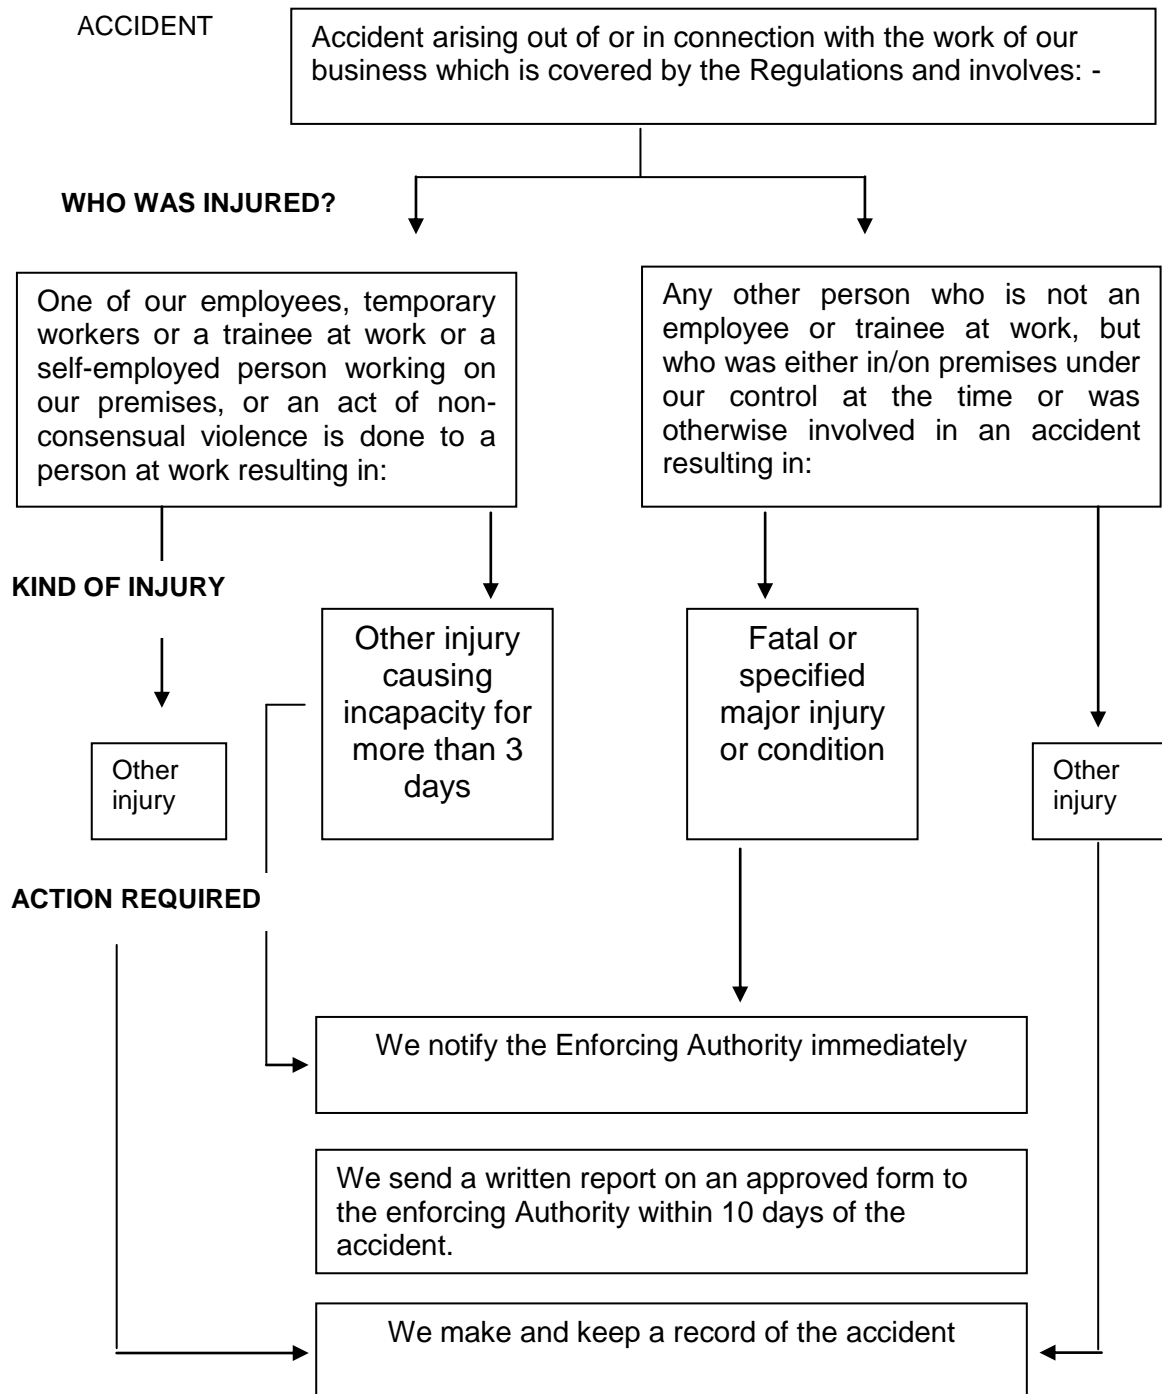 ACCIDENT
Accident arising out of or in connection with the work of our
business which is covered by the Regulations and involves: -
WHO WAS INJURED?
One of our employees, temporary
workers or a trainee at work or a
self-employed person working on
our premises, or an act of non-
consensual violence is done to a
person at work resulting in:
Any other person who is not an
employee or trainee at work, but
who was either in/on premises under
our control at the time or was
otherwise involved in an accident
resulting in:
KIND OF INJURY
Other
injury
Other injury
causing
incapacity for
more than 3
days
Fatal or
specified
major injury
or condition
Other
injury
ACTION REQUIRED
We notify the Enforcing Authority immediately
We send a written report on an approved form to
the enforcing Authority within 10 days of the
accident.
We make and keep a record of the accident